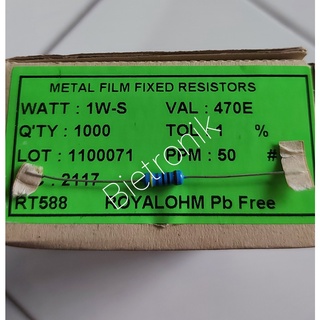 METAL FILM FIXED RESISTORS
WATT : 1W-S VAL : 470E
Q'TY : 1000 TOL : 1 %
LOT : 1100071 PPM : 50 #
: 2117
RT588 ROYALOHM Pb Free
Bjetronik